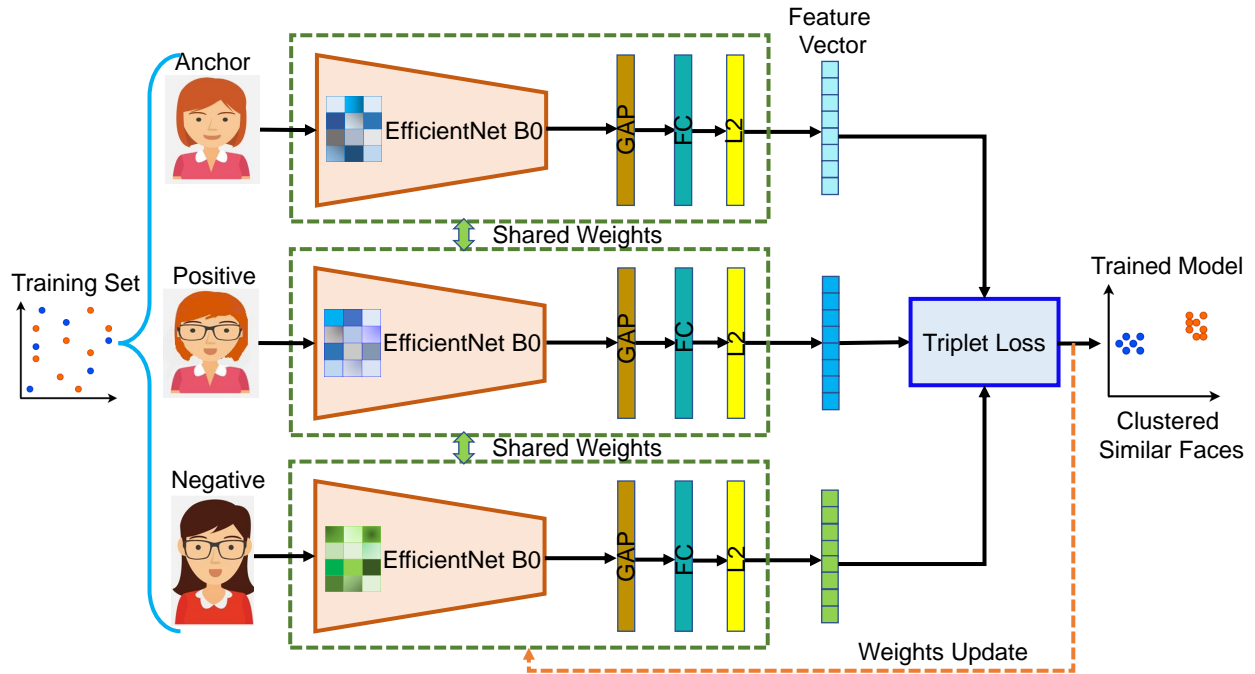 Feature
Vector
Anchor
EfficientNet B0
GAP
FC
L2
Shared Weights
Training Set
Positive
EfficientNet B0
GAP
FC
L2
Triplet Loss
Trained Model
Clustered
Similar Faces
Shared Weights
Negative
EfficientNet B0
GAP
FC
L2
Weights Update